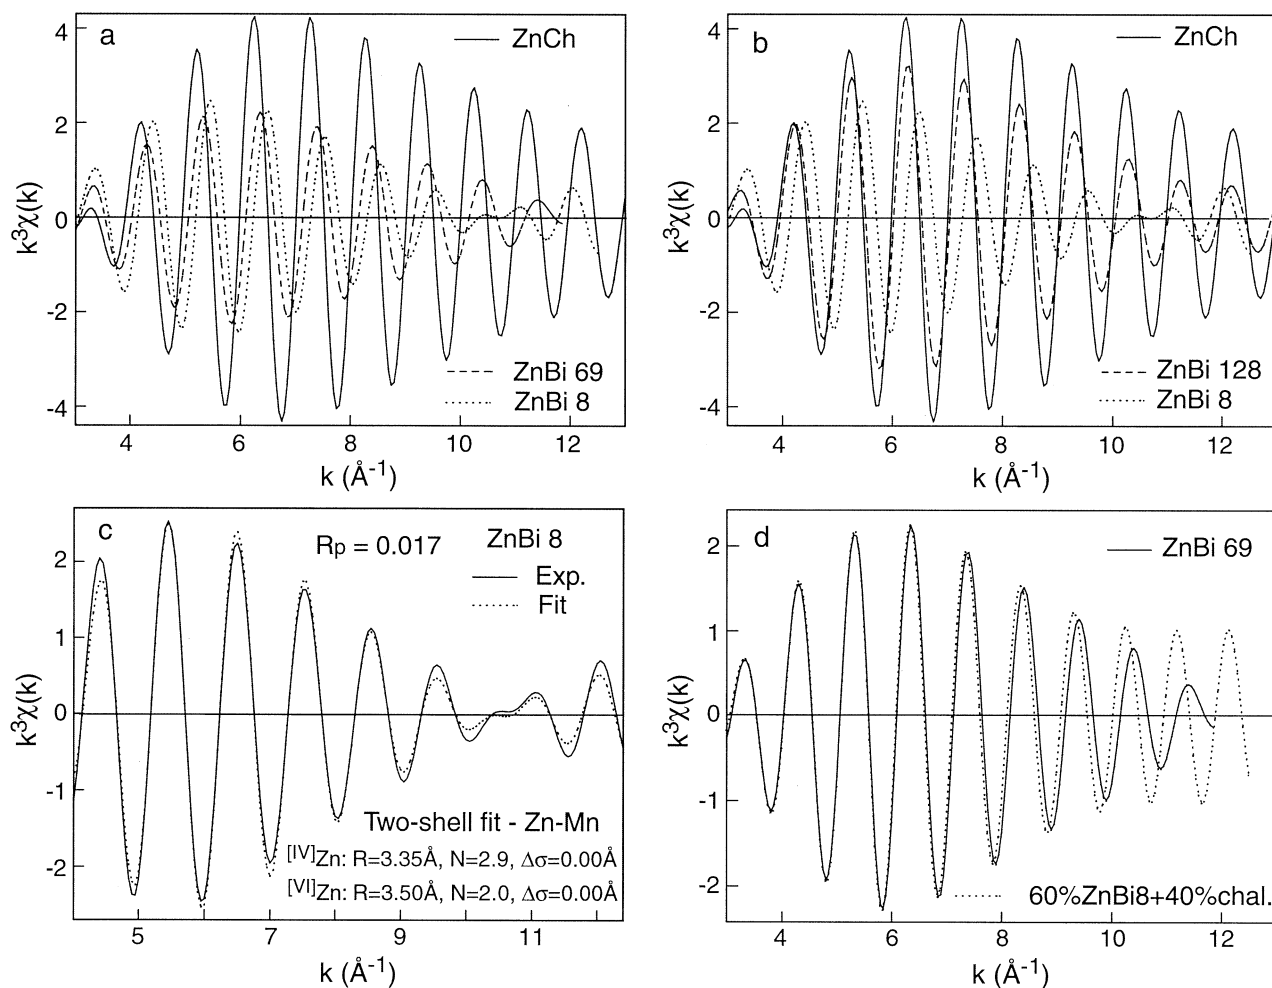 a
ZnCh
4
2
0
-2
-4
k³χ(k)
ZnBi 69
ZnBi 8
4 6 8 10 12
k (Å⁻¹)
b
ZnCh
4
2
0
-2
-4
k³χ(k)
ZnBi 128
ZnBi 8
4 6 8 10 12
k (Å⁻¹)
c
Rp = 0.017
ZnBi 8
Exp.
Fit
2
1
0
-1
-2
k³χ(k)
Two-shell fit - Zn-Mn
[IV]Zn: R=3.35Å, N=2.9, Δσ=0.00Å
[VI]Zn: R=3.50Å, N=2.0, Δσ=0.00Å
5 6 7 9 11
k (Å⁻¹)
d
ZnBi 69
2
1
0
-1
-2
k³χ(k)
60%ZnBi8+40%chal.
4 6 8 10 12
k (Å⁻¹)